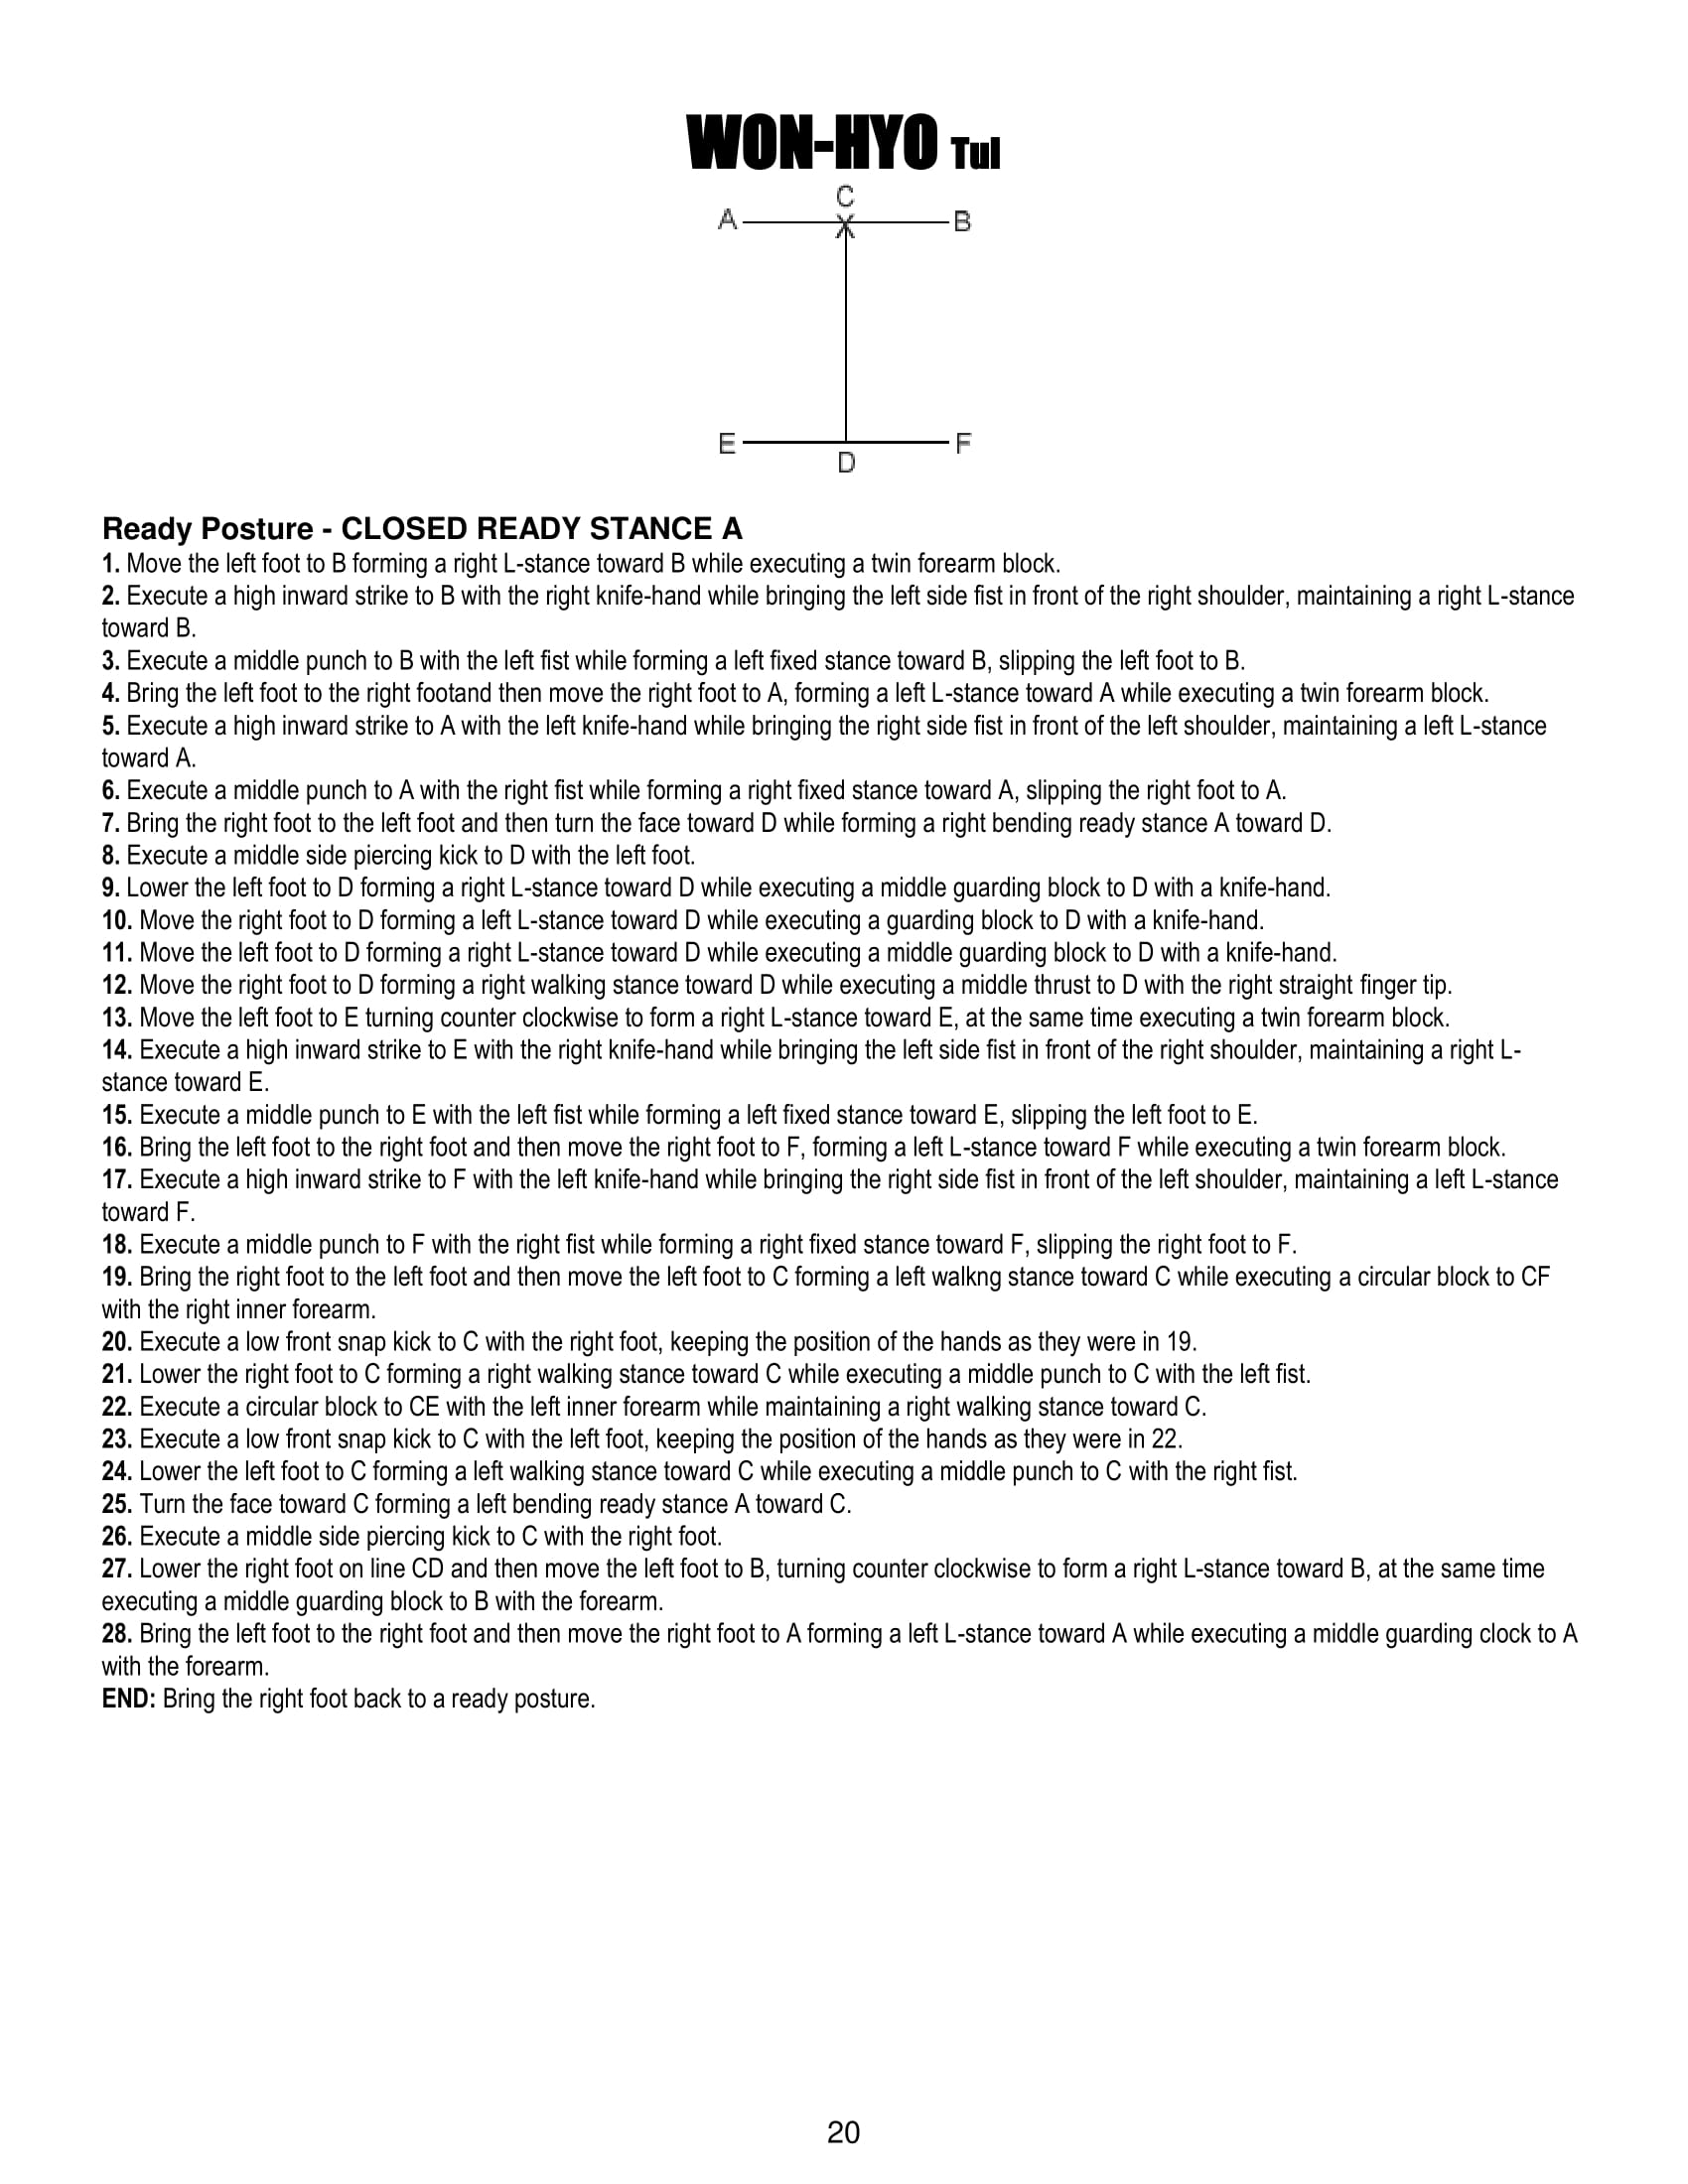 WON-HYO Tul
C
A
X
B
E
F
D
Ready Posture - CLOSED READY STANCE A
1. Move the left foot to B forming a right L-stance toward B while executing a twin forearm block.
2. Execute a high inward strike to B with the right knife-hand while bringing the left side fist in front of the right shoulder, maintaining a right L-stance
toward B.
3. Execute a middle punch to B with the left fist while forming a left fixed stance toward B, slipping the left foot to B.
4. Bring the left foot to the right footand then move the right foot to A, forming a left L-stance toward A while executing a twin forearm block.
5. Execute a high inward strike to A with the left knife-hand while bringing the right side fist in front of the left shoulder, maintaining a left L-stance
toward A.
6. Execute a middle punch to A with the right fist while forming a right fixed stance toward A, slipping the right foot to A.
7. Bring the right foot to the left foot and then turn the face toward D while forming a right bending ready stance A toward D.
8. Execute a middle side piercing kick to D with the left foot.
9. Lower the left foot to D forming a right L-stance toward D while executing a middle guarding block to D with a knife-hand.
10. Move the right foot to D forming a left L-stance toward D while executing a guarding block to D with a knife-hand.
11. Move the left foot to D forming a right L-stance toward D while executing a middle guarding block to D with a knife-hand.
12. Move the right foot to D forming a right walking stance toward D while executing a middle thrust to D with the right straight finger tip.
13. Move the left foot to E turning counter clockwise to form a right L-stance toward E, at the same time executing a twin forearm block.
14. Execute a high inward strike to E with the right knife-hand while bringing the left side fist in front of the right shoulder, maintaining a right L-
stance toward E.
15. Execute a middle punch to E with the left fist while forming a left fixed stance toward E, slipping the left foot to E.
16. Bring the left foot to the right foot and then move the right foot to F, forming a left L-stance toward F while executing a twin forearm block.
17. Execute a high inward strike to F with the left knife-hand while bringing the right side fist in front of the left shoulder, maintaining a left L-stance
toward F.
18. Execute a middle punch to F with the right fist while forming a right fixed stance toward F, slipping the right foot to F.
19. Bring the right foot to the left foot and then move the left foot to C forming a left walkng stance toward C while executing a circular block to CF
with the right inner forearm.
20. Execute a low front snap kick to C with the right foot, keeping the position of the hands as they were in 19.
21. Lower the right foot to C forming a right walking stance toward C while executing a middle punch to C with the left fist.
22. Execute a circular block to CE with the left inner forearm while maintaining a right walking stance toward C.
23. Execute a low front snap kick to C with the left foot, keeping the position of the hands as they were in 22.
24. Lower the left foot to C forming a left walking stance toward C while executing a middle punch to C with the right fist.
25. Turn the face toward C forming a left bending ready stance A toward C.
26. Execute a middle side piercing kick to C with the right foot.
27. Lower the right foot on line CD and then move the left foot to B, turning counter clockwise to form a right L-stance toward B, at the same time
executing a middle guarding block to B with the forearm.
28. Bring the left foot to the right foot and then move the right foot to A forming a left L-stance toward A while executing a middle guarding clock to A
with the forearm.
END: Bring the right foot back to a ready posture.
20